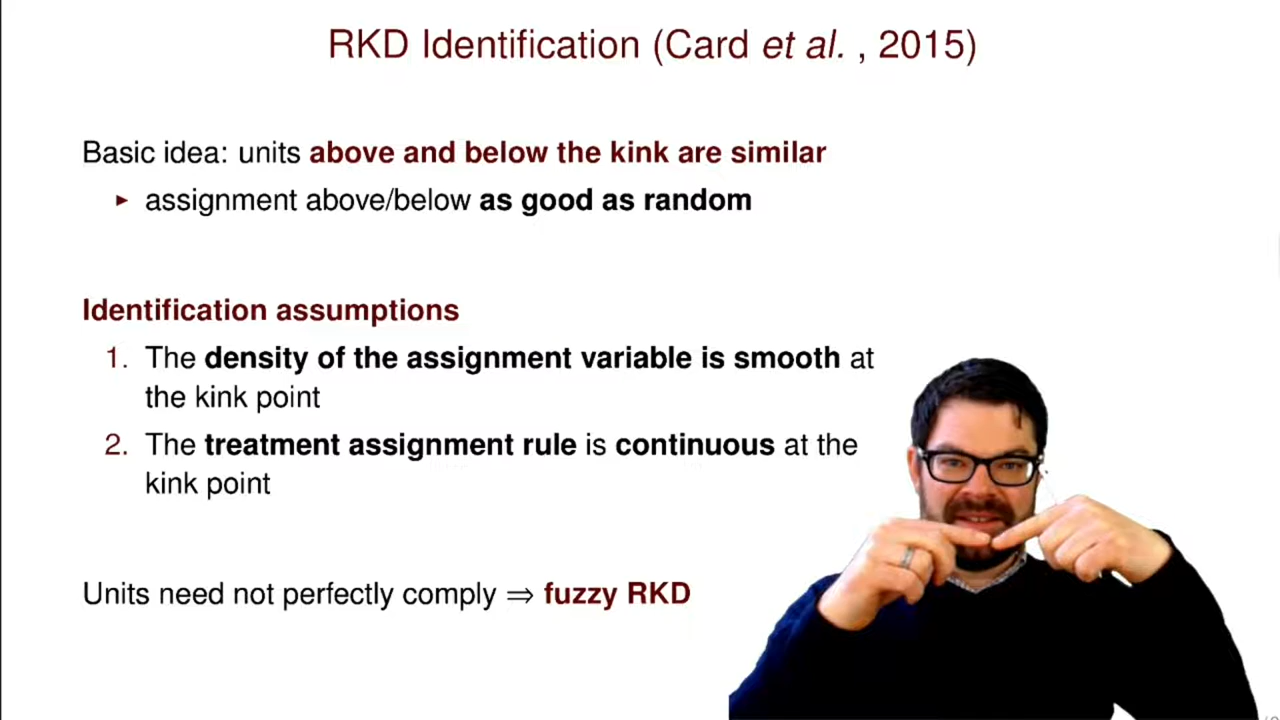 RKD Identification (Card et al. , 2015)
Basic idea: units above and below the kink are similar
▸ assignment above/below as good as random
Identification assumptions
1. The density of the assignment variable is smooth at
the kink point
2. The treatment assignment rule is continuous at the
kink point
Units need not perfectly comply ⇒ fuzzy RKD